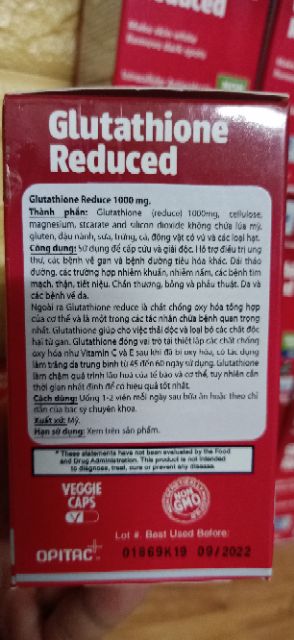 Reduced
Make skin white
Remove dark spots
Glutathione
Reduced
Glutathione Reduce 1000 mg.
Thành phần: Glutathione (reduce) 1000mg, cellulose,
magnesium, stearate and silicon dioxide không chứa lúa mỳ,
gluten, đậu nành, sữa, trứng, cá, động vật có vỏ và các loại hạt.
Công dụng: Sử dụng để cấp cứu và giải độc. Hỗ trợ điều trị ung
thư, các bệnh về gan và bệnh đường tiêu hóa khác. Đái tháo
đường, các trường hợp nhiễm khuẩn, nhiễm nấm, các bệnh tim
mạch, thận, tiết niệu. Chấn thương, bỏng và phẫu thuật. Da và
các bệnh về da.
Ngoài ra Glutathione reduce là chất chống oxy hóa tổng hợp
của cơ thể và là một trong các tác nhân chữa bệnh quan trọng
nhất. Glutathione giúp cho việc thải độc và loại bỏ các chất độc
hại từ gan. Glutathione đóng vai trò tái thiết lập các chất chống
oxy hóa như Vitamin C và E sau khi đã bị oxy hóa, có tác dụng
làm trắng da trung bình từ 45 đến 60 ngày sử dụng. Glutathione
làm chậm quá trình lão hoá của tế bào và cơ thể, tuy nhiên cần
thời gian nhất định để có hiệu quả tốt nhất.
Cách dùng: Uống 1-2 viên mỗi ngày sau bữa ăn hoặc theo chỉ
dẫn của bác sỹ chuyên khoa.
Xuất xứ: Mỹ.
Hạn sử dụng: Xem trên sản phẩm.
* These statements have not been evaluated by the Food
and Drug Administration. This product is not intended
to diagnose, treat, cure or prevent any disease.
VEGGIE
CAPS
V
NON
GMO
OPITAC
Lot #. Best Used Before:
01869K19 09/2022